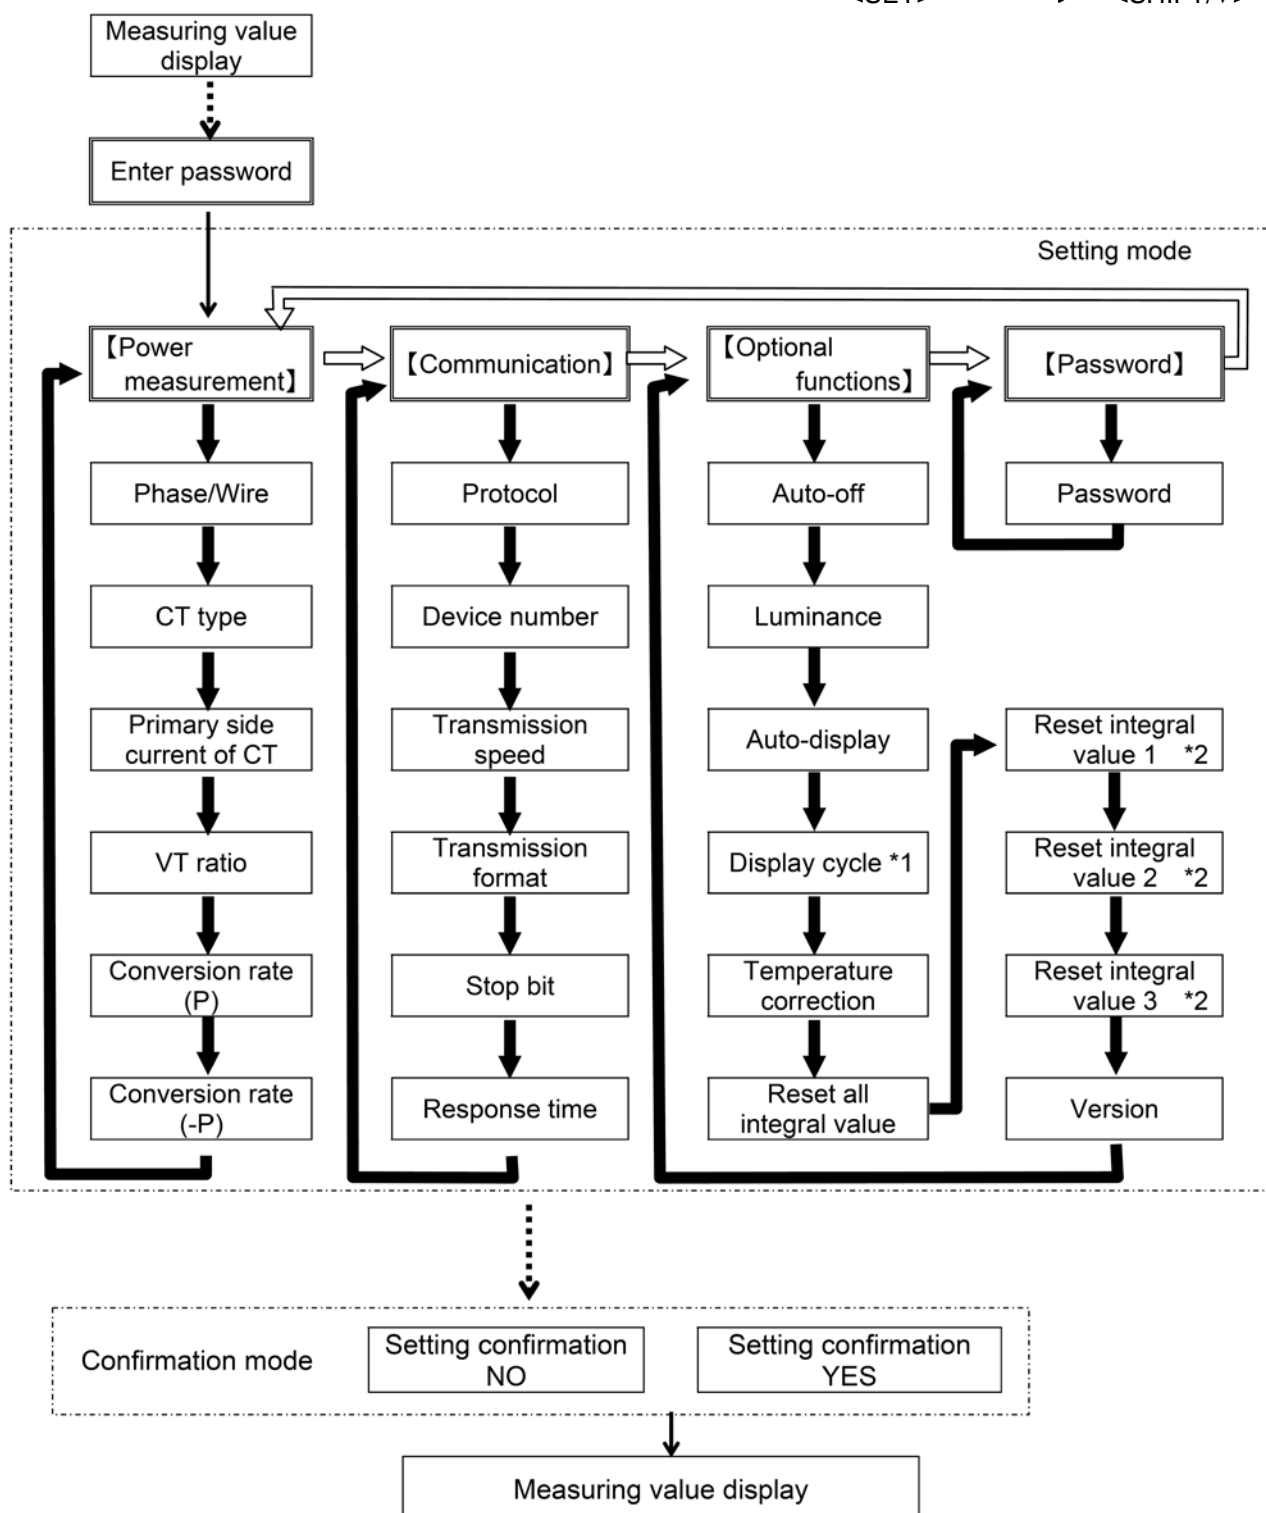 Measuring value
display
Enter password
Setting mode
【Power
measurement】
【Communication】
【Optional
functions】
【Password】
Phase/Wire
Protocol
Auto-off
Password
CT type
Device number
Luminance
Primary side
current of CT
Transmission
speed
Auto-display
Reset integral
value 1 *2
VT ratio
Transmission
format
Display cycle *1
Reset integral
value 2 *2
Conversion rate
(P)
Stop bit
Temperature
correction
Reset integral
value 3 *2
Conversion rate
(-P)
Response time
Reset all
integral value
Version
Confirmation mode
Setting confirmation
NO
Setting confirmation
YES
Measuring value display